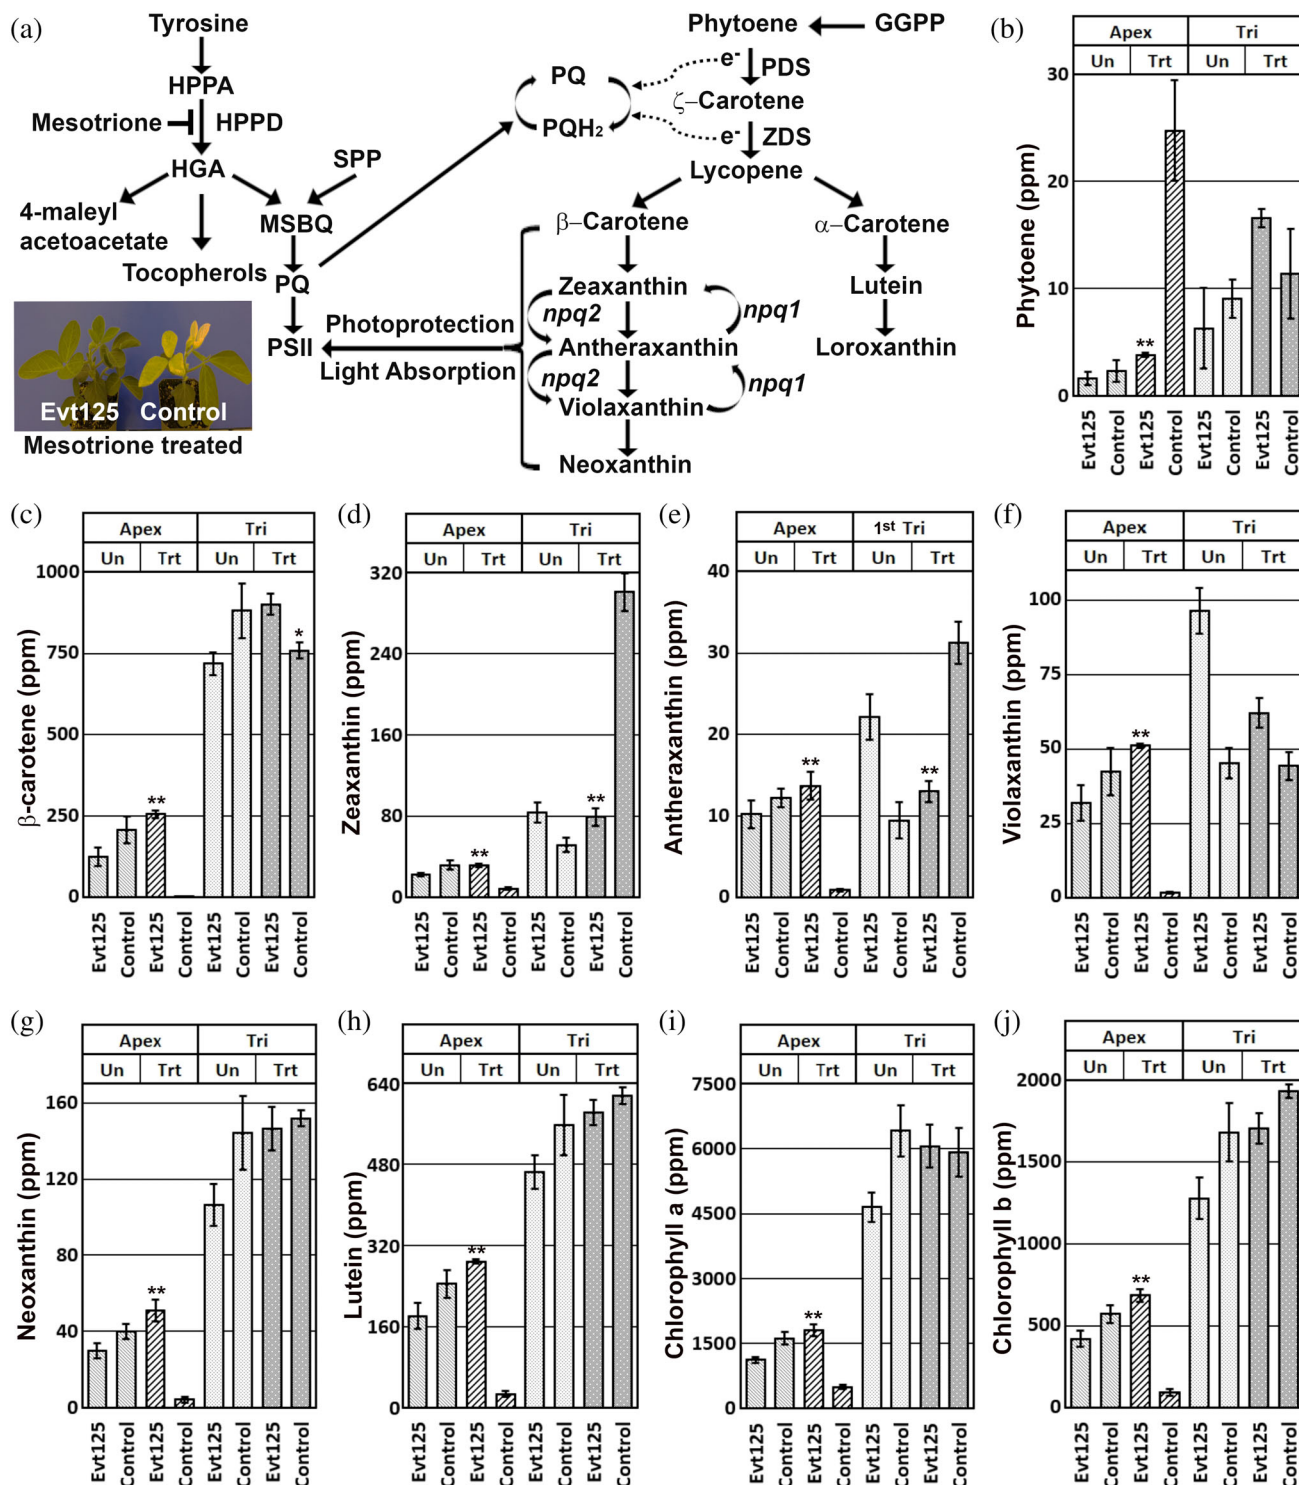 (a)
Tyrosine
HPPA
Mesotrione
HPPD
HGA
SPP
4-maleyl
acetoacetate
MSBQ
Tocopherols
PQ
PSII
Evt125 Control
Mesotrione treated
Phytoene
GGPP
e-
PDS
PQ
ζ–Carotene
PQH2
e-
ZDS
Lycopene
β–Carotene
α–Carotene
Zeaxanthin
Lutein
npq2
npq1
Photoprotection
Antheraxanthin
Loroxanthin
Light Absorption
npq2
npq1
Violaxanthin
Neoxanthin
(b)
Apex Tri
Un Trt Un Trt
Phytoene (ppm)
30
20
10
0
**
Evt125 Control Evt125 Control Evt125 Control Evt125 Control
(c)
Apex Tri
Un Trt Un Trt
β-carotene (ppm)
1000
750
500
250
0
**
*
Evt125 Control Evt125 Control Evt125 Control Evt125 Control
(d)
Apex Tri
Un Trt Un Trt
Zeaxanthin (ppm)
320
240
160
80
0
**
**
Evt125 Control Evt125 Control Evt125 Control Evt125 Control
(e)
Apex 1st Tri
Un Trt Un Trt
Antheraxanthin (ppm)
40
30
20
10
0
**
**
Evt125 Control Evt125 Control Evt125 Control Evt125 Control
(f)
Apex Tri
Un Trt Un Trt
Violaxanthin (ppm)
100
75
50
25
0
**
Evt125 Control Evt125 Control Evt125 Control Evt125 Control
(g)
Apex Tri
Un Trt Un Trt
Neoxanthin (ppm)
160
120
80
40
0
**
Evt125 Control Evt125 Control Evt125 Control Evt125 Control
(h)
Apex Tri
Un Trt Un Trt
Lutein (ppm)
640
480
320
160
0
**
Evt125 Control Evt125 Control Evt125 Control Evt125 Control
(i)
Apex Tri
Un Trt Un Trt
Chlorophyll a (ppm)
7500
6000
4500
3000
1500
0
**
Evt125 Control Evt125 Control Evt125 Control Evt125 Control
(j)
Apex Tri
Un Trt Un Trt
Chlorophyll b (ppm)
2000
1500
1000
500
0
**
Evt125 Control Evt125 Control Evt125 Control Evt125 Control